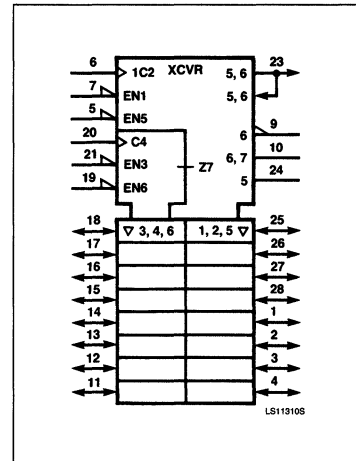 6 1C2 XCVR 5, 6 23
7 EN1 5, 6
5 EN5 6 9
20 C4 6, 7 10
21 EN3 Z7 5 24
19 EN6
18 ▽ 3, 4, 6 1, 2, 5 ▽ 25
17 26
16 27
15 28
14 1
13 2
12 3
11 4
LS11310S